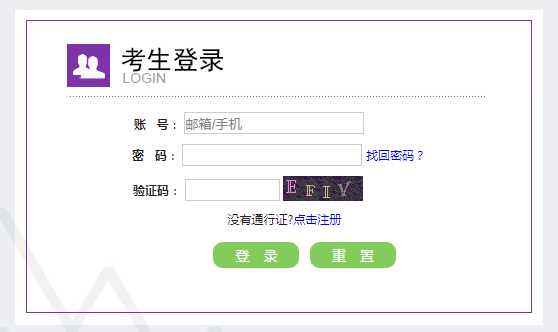 考生登录
LOGIN
账 号： 邮箱/手机
密 码： 找回密码？
验证码： EFIV
没有通行证?点击注册
登 录 重 置